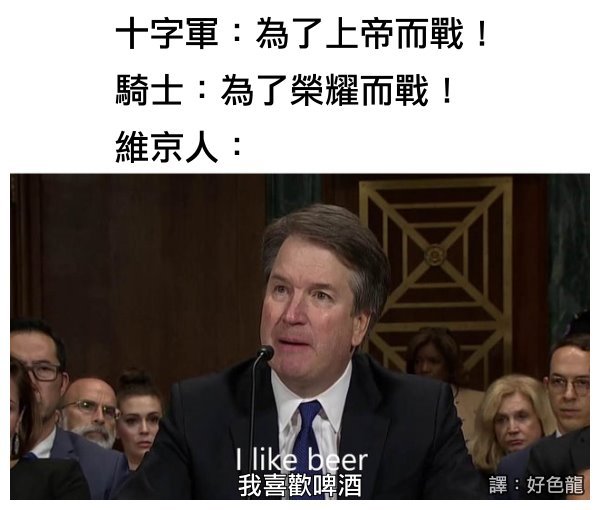 十字軍：為了上帝而戰！
騎士：為了榮耀而戰！
維京人：
I like beer
我喜歡啤酒
譯：好色龍